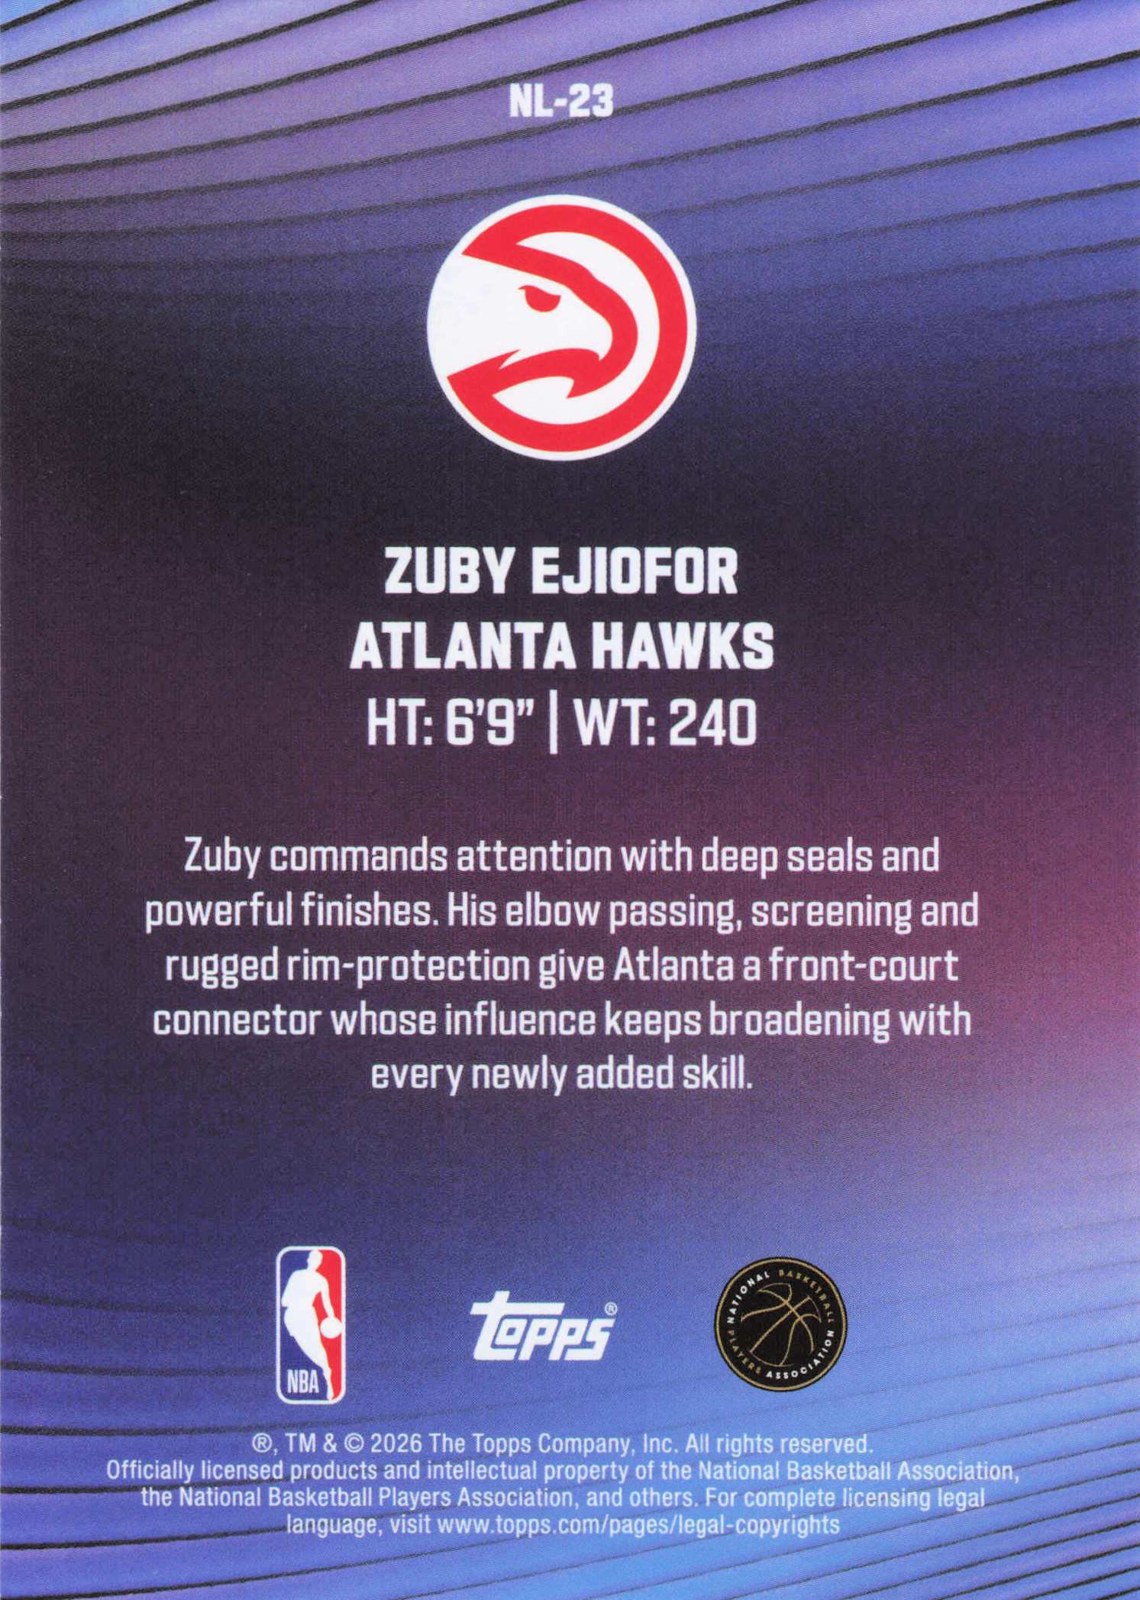 NL-23
ZUBY EJIOFOR
ATLANTA HAWKS
HT: 6'9" | WT: 240
Zuby commands attention with deep seals and
powerful finishes. His elbow passing, screening and
rugged rim-protection give Atlanta a front-court
connector whose influence keeps broadening with
every newly added skill.
NBA
Topps®
NATIONAL BASKETBALL PLAYERS ASSOCIATION
®, TM & © 2026 The Topps Company, Inc. All rights reserved.
Officially licensed products and intellectual property of the National Basketball Association,
the National Basketball Players Association, and others. For complete licensing legal
language, visit www.topps.com/pages/legal-copyrights